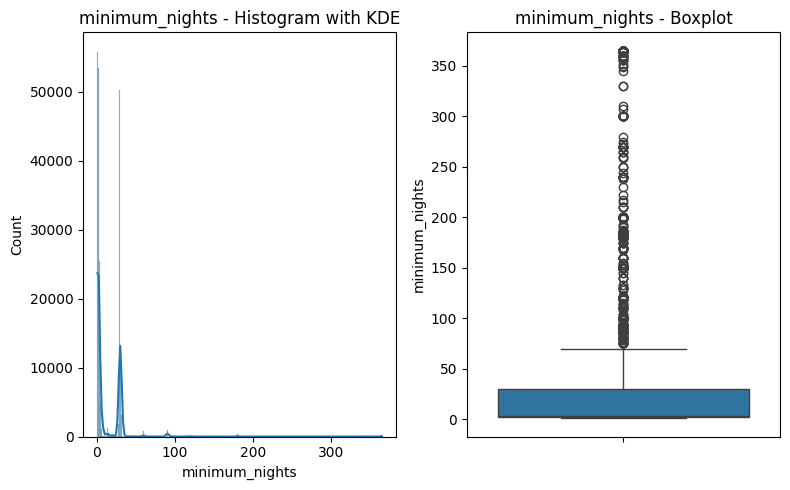 minimum_nights - Histogram with KDE
50000
40000
30000
20000
10000
0
Count
0 100 200 300
minimum_nights
minimum_nights - Boxplot
350
300
250
200
150
100
50
0
minimum_nights